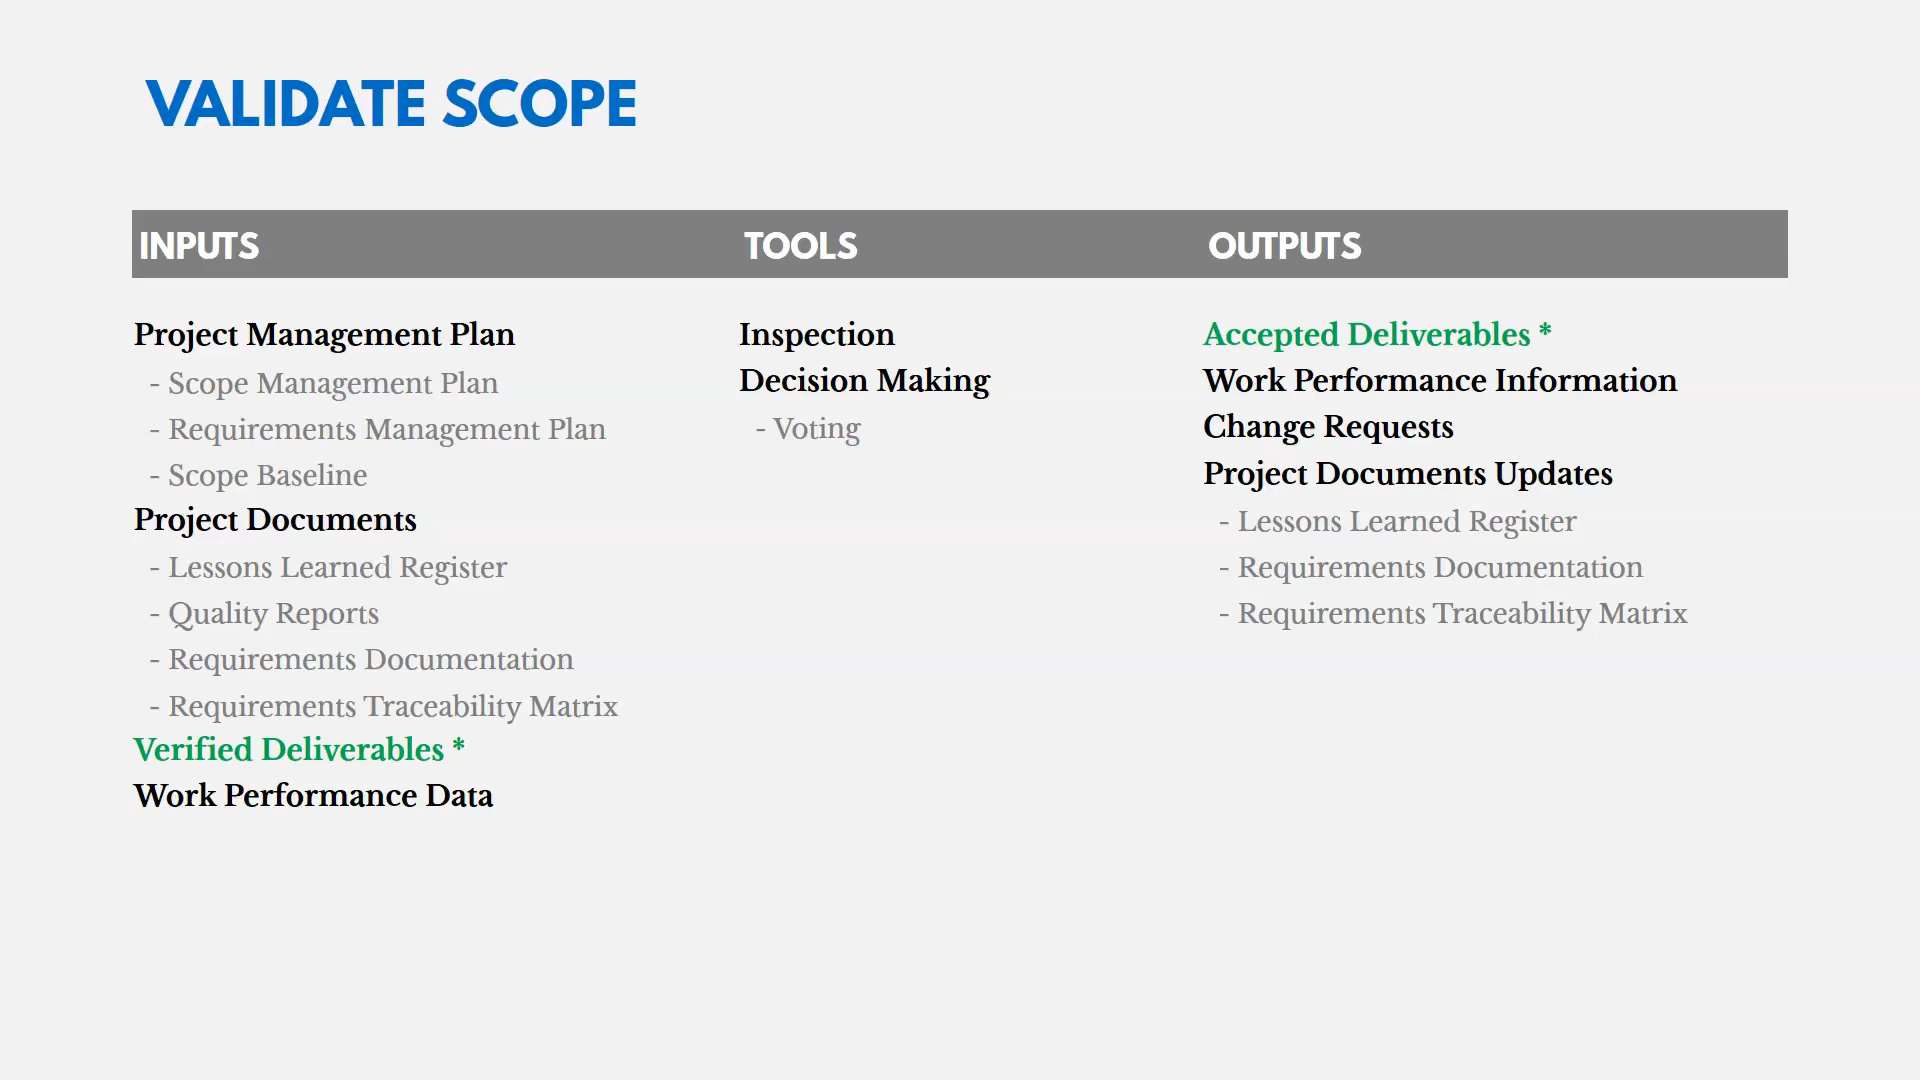 VALIDATE SCOPE
INPUTS
Project Management Plan
- Scope Management Plan
- Requirements Management Plan
- Scope Baseline
Project Documents
- Lessons Learned Register
- Quality Reports
- Requirements Documentation
- Requirements Traceability Matrix
Verified Deliverables *
Work Performance Data
TOOLS
Inspection
Decision Making
- Voting
OUTPUTS
Accepted Deliverables *
Work Performance Information
Change Requests
Project Documents Updates
- Lessons Learned Register
- Requirements Documentation
- Requirements Traceability Matrix